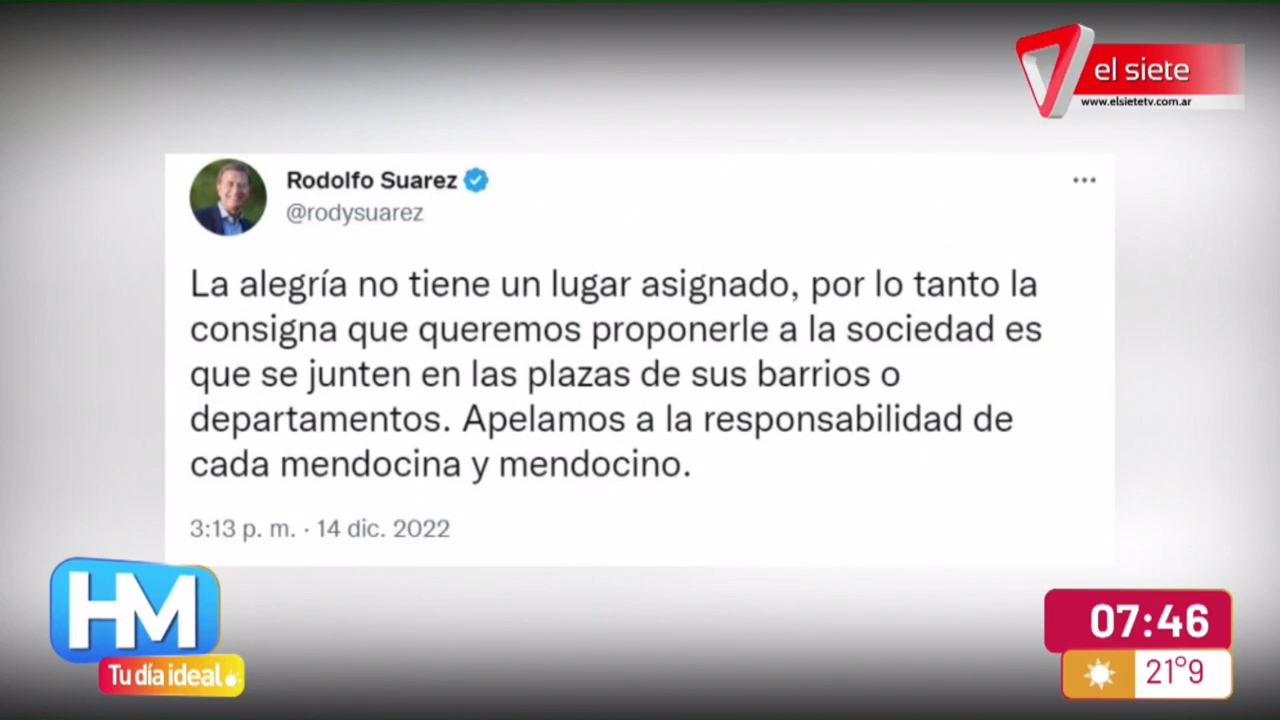 el siete
www.elsietetv.com.ar
Rodolfo Suarez
@rodysuarez
La alegría no tiene un lugar asignado, por lo tanto la
consigna que queremos proponerle a la sociedad es
que se junten en las plazas de sus barrios o
departamentos. Apelamos a la responsabilidad de
cada mendocina y mendocino.
3:13 p. m. · 14 dic. 2022
HM
Tu día ideal
07:46
21°9